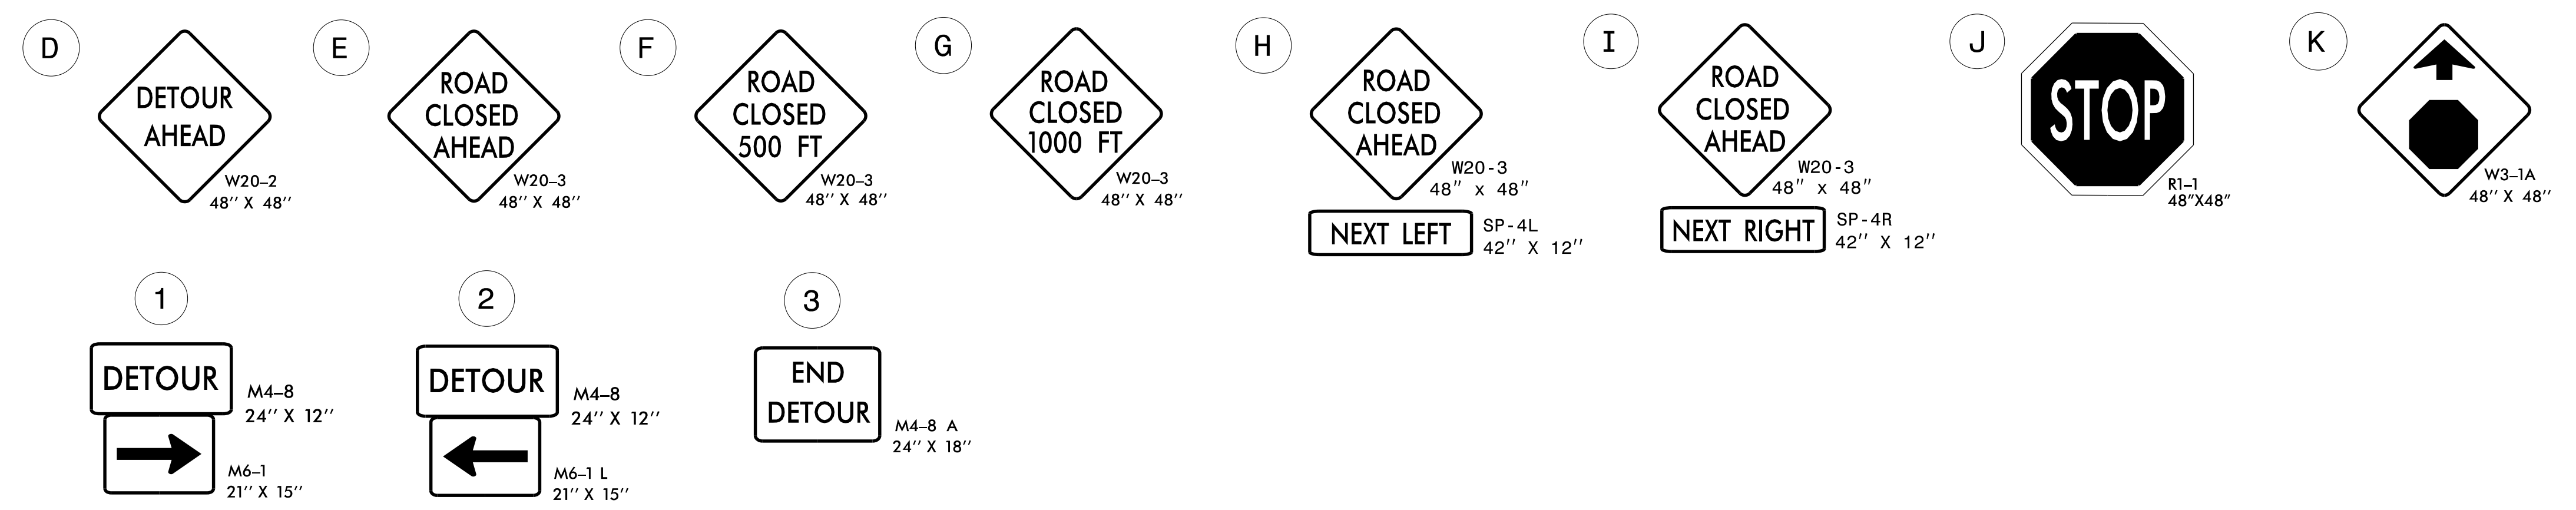 D
DETOUR
AHEAD
W20-2
48" X 48"
E
ROAD
CLOSED
AHEAD
W20-3
48" X 48"
F
ROAD
CLOSED
500 FT
W20-3
48" X 48"
G
ROAD
CLOSED
1000 FT
W20-3
48" X 48"
H
ROAD
CLOSED
AHEAD
W20-3
48" x 48"
NEXT LEFT
SP-4L
42" X 12"
I
ROAD
CLOSED
AHEAD
W20-3
48" x 48"
NEXT RIGHT
SP-4R
42" X 12"
J
STOP
R1-1
48"X48"
K
W3-1A
48" X 48"
1
DETOUR
M4-8
24" X 12"
M6-1
21" X 15"
2
DETOUR
M4-8
24" X 12"
M6-1 L
21" X 15"
3
END
DETOUR
M4-8 A
24" X 18"